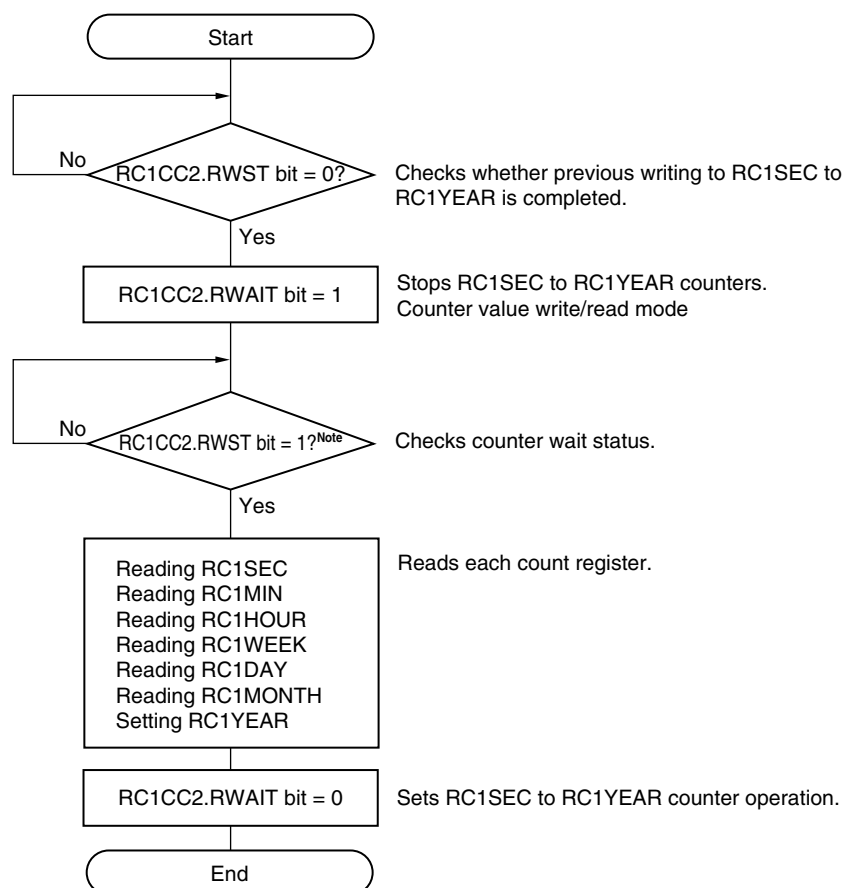 Start
No
RC1CC2.RWST bit = 0?
Checks whether previous writing to RC1SEC to
RC1YEAR is completed.
Yes
RC1CC2.RWAIT bit = 1
Stops RC1SEC to RC1YEAR counters.
Counter value write/read mode
No
RC1CC2.RWST bit = 1?Note
Checks counter wait status.
Yes
Reading RC1SEC
Reading RC1MIN
Reading RC1HOUR
Reading RC1WEEK
Reading RC1DAY
Reading RC1MONTH
Setting RC1YEAR
Reads each count register.
RC1CC2.RWAIT bit = 0
Sets RC1SEC to RC1YEAR counter operation.
End